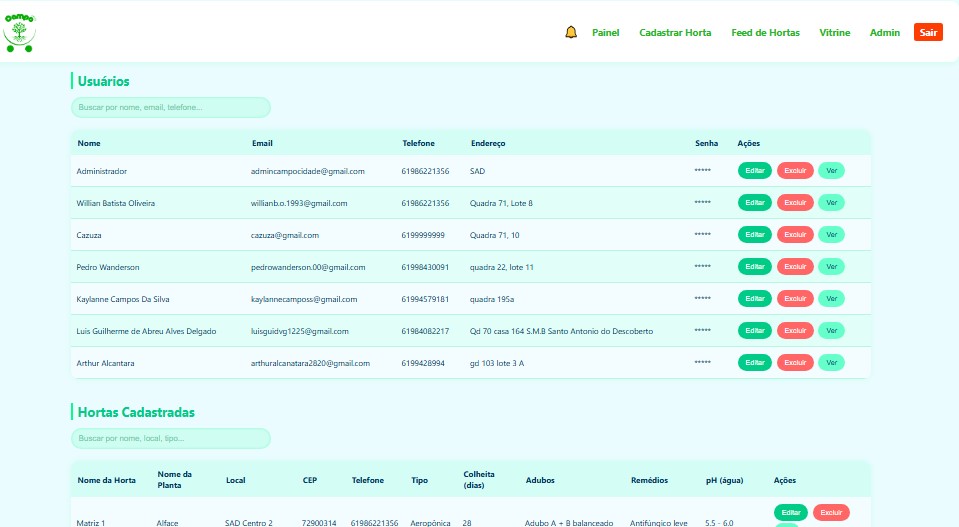 Campo
Painel Cadastrar Horta Feed de Hortas Vitrine Admin Sair
Usuários
Buscar por nome, email, telefone...
Nome Email Telefone Endereço Senha Ações
Administrador admincampocidade@gmail.com 61986221356 SAD ***** Editar Excluir Ver
Willian Batista Oliveira willianb.o.1993@gmail.com 61986221356 Quadra 71, Lote 8 ***** Editar Excluir Ver
Cazuza cazuza@gmail.com 6199999999 Quadra 71, 10 ***** Editar Excluir Ver
Pedro Wanderson pedrowanderson.00@gmail.com 61998430091 quadra 22, lote 11 ***** Editar Excluir Ver
Kaylanne Campos Da Silva kaylannecamposs@gmail.com 61994579181 quadra 195a ***** Editar Excluir Ver
Luis Guilherme de Abreu Alves Delgado luisguidvg1225@gmail.com 61984082217 Qd 70 casa 164 S.M.B Santo Antonio do Descoberto ***** Editar Excluir Ver
Arthur Alcantara arthuralcanatara2820@gmail.com 6199428994 gd 103 lote 3 A ***** Editar Excluir Ver
Hortas Cadastradas
Buscar por nome, local, tipo...
Nome da Horta Nome da Planta Local CEP Telefone Tipo Colheita (dias) Adubos Remédios pH (água) Ações
Matriz 1 Alface SAD Centro 2 72900314 61986221356 Aeropônica 28 Adubo A + B balanceado Antifúngico leve 5.5 - 6.0 Editar Excluir